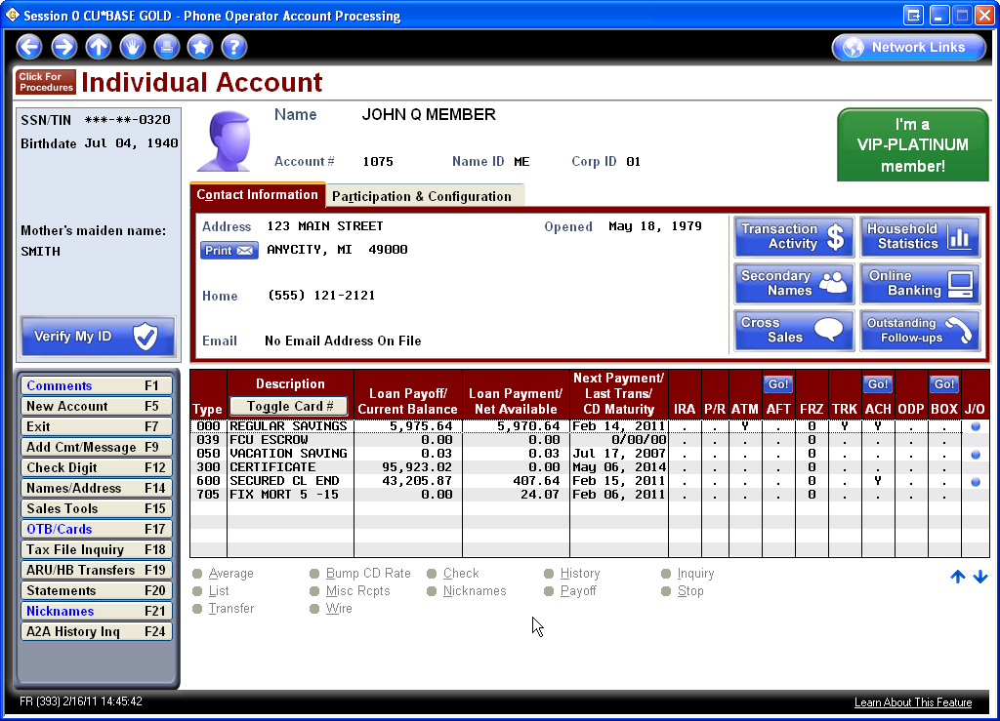 Session 0 CU*BASE GOLD - Phone Operator Account Processing
Network Links
Click For Procedures
Individual Account
SSN/TIN ***-**-0320
Birthdate Jul 04, 1940
Mother's maiden name:
SMITH
Verify My ID
Name JOHN Q MEMBER
Account # 1075 Name ID ME Corp ID 01
I'm a
VIP-PLATINUM
member!
Contact Information Participation & Configuration
Address 123 MAIN STREET Opened May 18, 1979
Print ANYCITY, MI 49000
Home (555) 121-2121
Email No Email Address On File
Transaction Activity $
Household Statistics
Secondary Names
Online Banking
Cross Sales
Outstanding Follow-ups
Comments F1
New Account F5
Exit F7
Add Cmt/Message F9
Check Digit F12
Names/Address F14
Sales Tools F15
OTB/Cards F17
Tax File Inquiry F18
ARU/HB Transfers F19
Statements F20
Nicknames F21
A2A History Inq F24
Type Description Toggle Card # Loan Payoff/ Current Balance Loan Payment/ Net Available Next Payment/ Last Trans/ CD Maturity IRA P/R ATM Go! AFT FRZ TRK Go! ACH ODP Go! BOX J/O
000 REGULAR SAVINGS 5,975.64 5,970.64 Feb 14, 2011 . . Y . 0 Y Y . .
039 FCU ESCROW 0.00 0.00 0/00/00 . . . . 0 . . . .
050 VACATION SAVING 0.03 0.03 Jul 17, 2007 . . . . 0 . . . .
300 CERTIFICATE 95,923.02 0.00 May 06, 2014 . . . . 0 . . . .
600 SECURED CL END 43,205.87 407.64 Feb 15, 2011 . . . . 0 . Y . .
705 FIX MORT 5 -15 0.00 24.07 Feb 06, 2011 . . . . 0 . . . .
Average Bump CD Rate Check History Inquiry
List Misc Rcpts Nicknames Payoff Stop
Transfer Wire
FR (393) 2/16/11 14:45:42
Learn About This Feature